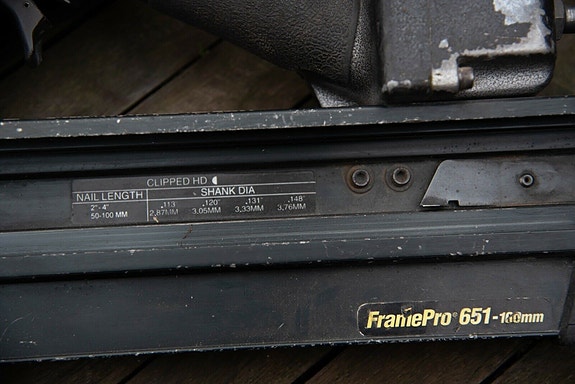 CLIPPED HD
NAIL LENGTH SHANK DIA
2"-4" .113 .120" .131" .148"
50-100 MM 2.87MM 3.05MM 3.33MM 3.76MM
FramePro® 651-100mm